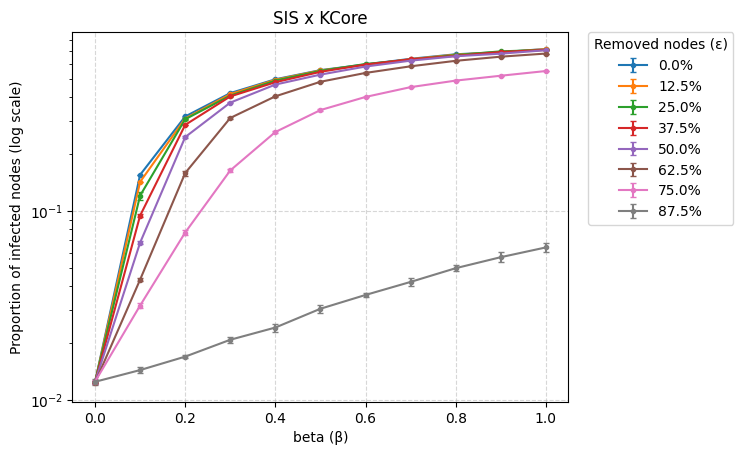 SIS x KCore
Proportion of infected nodes (log scale)
10⁻¹
10⁻²
0.0 0.2 0.4 0.6 0.8 1.0
beta (β)
Removed nodes (ε)
0.0%
12.5%
25.0%
37.5%
50.0%
62.5%
75.0%
87.5%